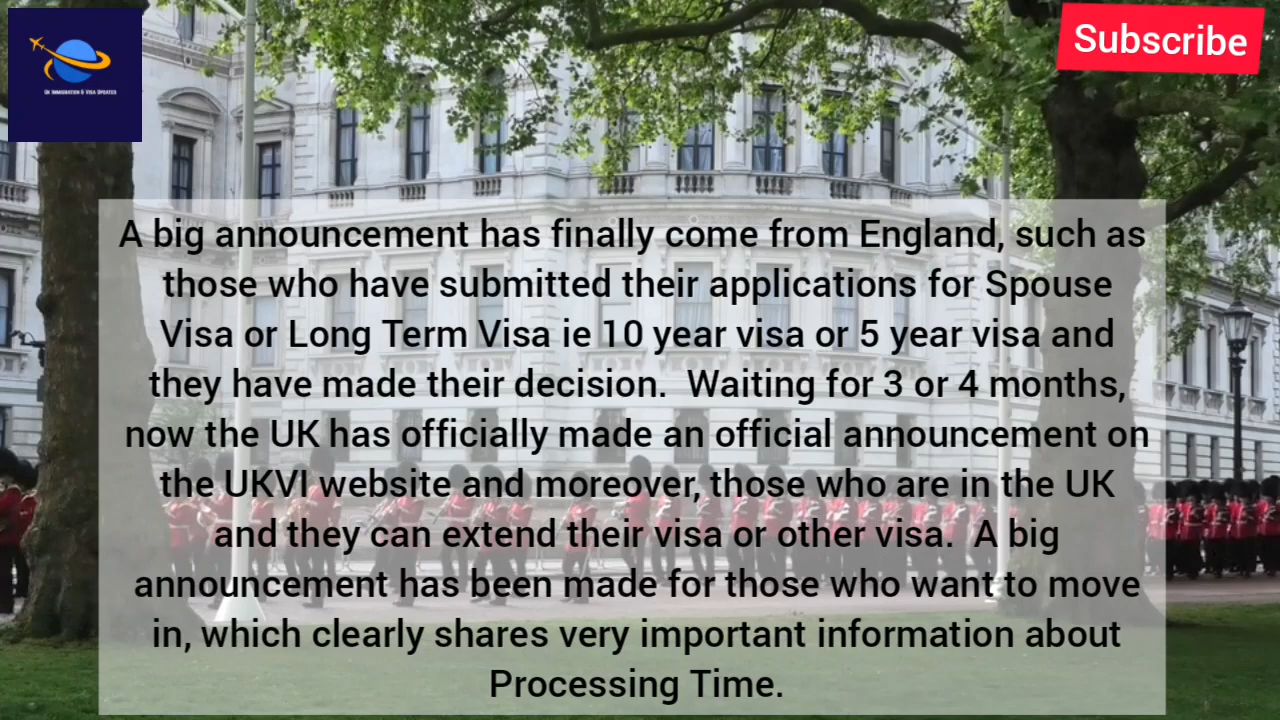 UK Immigration & Visa Updates
Subscribe
A big announcement has finally come from England, such as
those who have submitted their applications for Spouse
Visa or Long Term Visa ie 10 year visa or 5 year visa and
they have made their decision.  Waiting for 3 or 4 months,
now the UK has officially made an official announcement on
the UKVI website and moreover, those who are in the UK
and they can extend their visa or other visa.  A big
announcement has been made for those who want to move
in, which clearly shares very important information about
Processing Time.